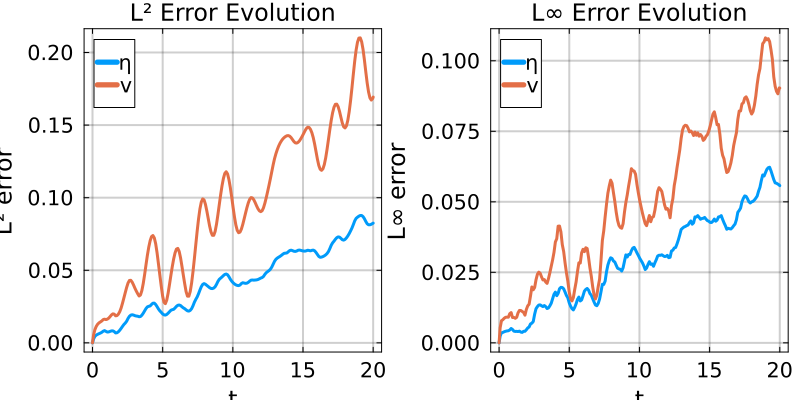 L² Error Evolution
L² error
0.20
0.15
0.10
0.05
0.00
η
v
0 5 10 15 20
t
L∞ Error Evolution
L∞ error
0.100
0.075
0.050
0.025
0.000
η
v
0 5 10 15 20
t